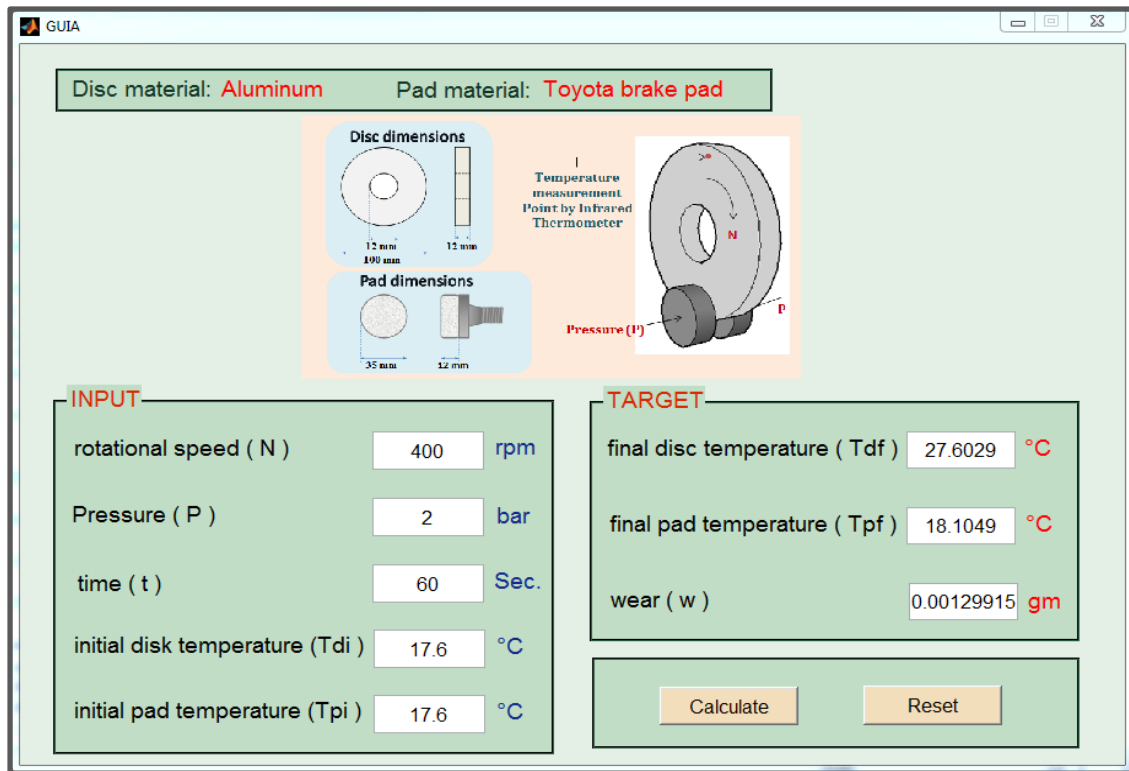 GUIA
Disc material: Aluminum Pad material: Toyota brake pad
Disc dimensions
12 mm 12 mm
100 mm
Pad dimensions
35 mm 12 mm
Temperature
measurement
Point by Infrared
Thermometer
N
P
Pressure (P)
INPUT
rotational speed ( N ) 400 rpm
Pressure ( P ) 2 bar
time ( t ) 60 Sec.
initial disk temperature (Tdi ) 17.6 °C
initial pad temperature (Tpi ) 17.6 °C
TARGET
final disc temperature ( Tdf ) 27.6029 °C
final pad temperature ( Tpf ) 18.1049 °C
wear ( w ) 0.00129915 gm
Calculate Reset